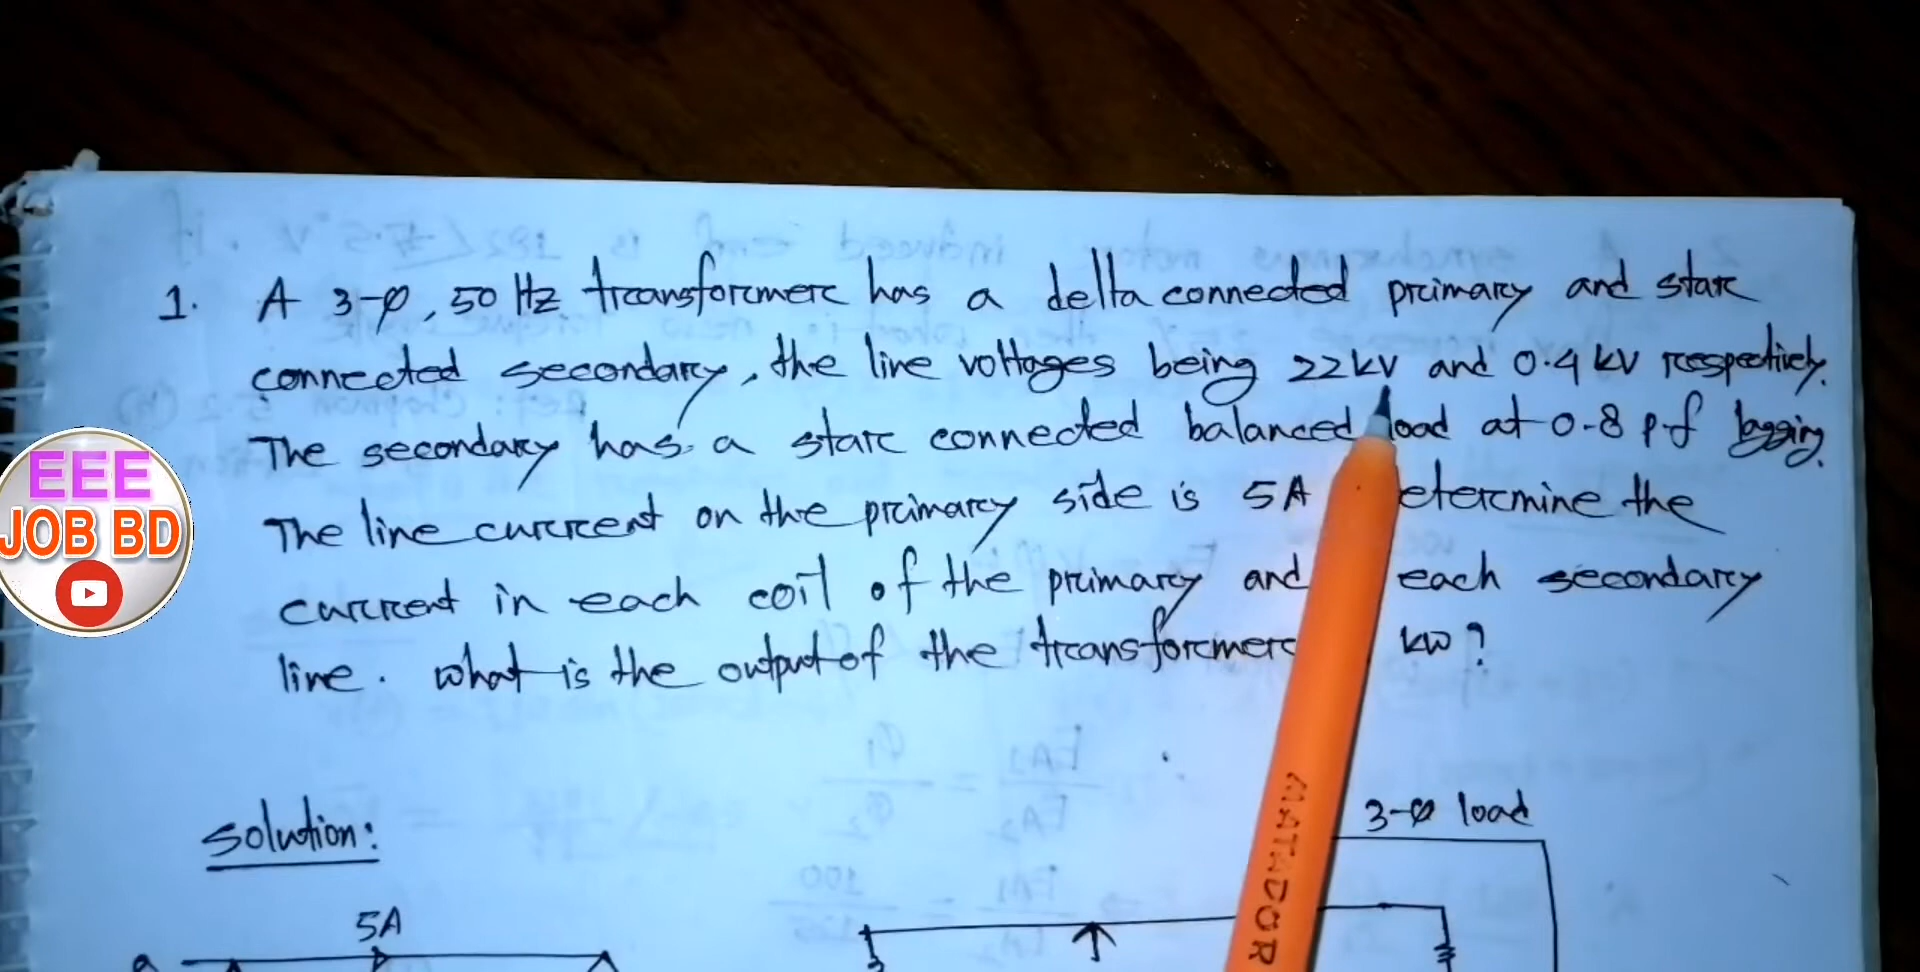 1. A 3-φ, 50 Hz transformer has a delta connected primary and star
connected secondary, the line voltages being 22kV and 0.4 kV respectively.
The secondary has a star connected balanced load at 0.8 p.f lagging.
The line current on the primary side is 5A etermine the
current in each coil of the primary and each secondary
line. what is the output of the transformer kw?
solution:
3-φ load
5A
a
EEE
JOB BD
MATADOR